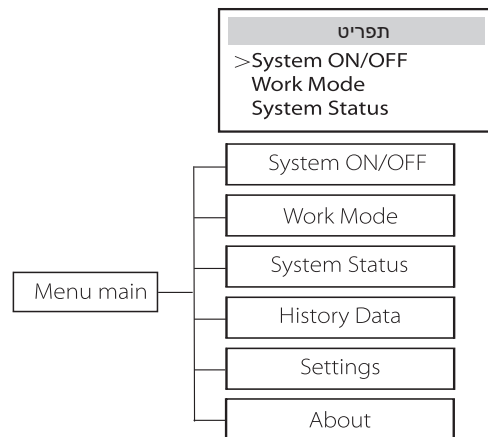 תפריט
>System ON/OFF
Work Mode
System Status
System ON/OFF
Work Mode
System Status
Menu main
History Data
Settings
About